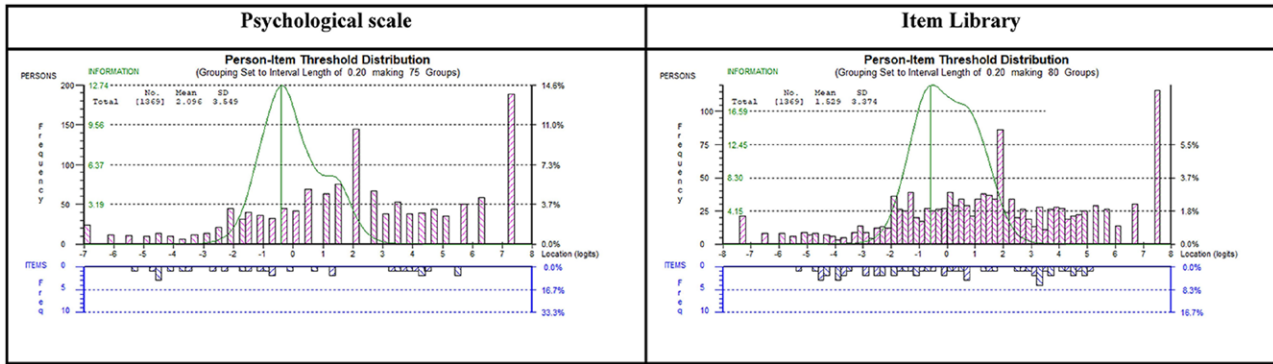 Psychological scale
Item Library
Person-Item Threshold Distribution
(Grouping Set to Interval Length of 0.20 making 75 Groups)
PERSONS
INFORMATION
No. Mean SD
Total [1369] 2.096 3.549
200
150
100
50
0
12.74
9.56
6.37
3.19
14.6%
11.0%
7.3%
3.7%
0.0%
Frequency
-7 -6 -5 -4 -3 -2 -1 0 1 2 3 4 5 6 7 8 Location (logits)
ITEMS
0
5
10
Freq
0.0%
16.7%
33.3%
Person-Item Threshold Distribution
(Grouping Set to Interval Length of 0.20 making 80 Groups)
PERSONS
INFORMATION
No. Mean SD
Total [1369] 1.529 3.374
100
75
50
25
0
16.59
12.45
8.30
4.15
5.5%
3.7%
1.8%
0.0%
Frequency
-8 -7 -6 -5 -4 -3 -2 -1 0 1 2 3 4 5 6 7 8 Location (logits)
ITEMS
0
5
10
Freq
0.0%
8.3%
16.7%